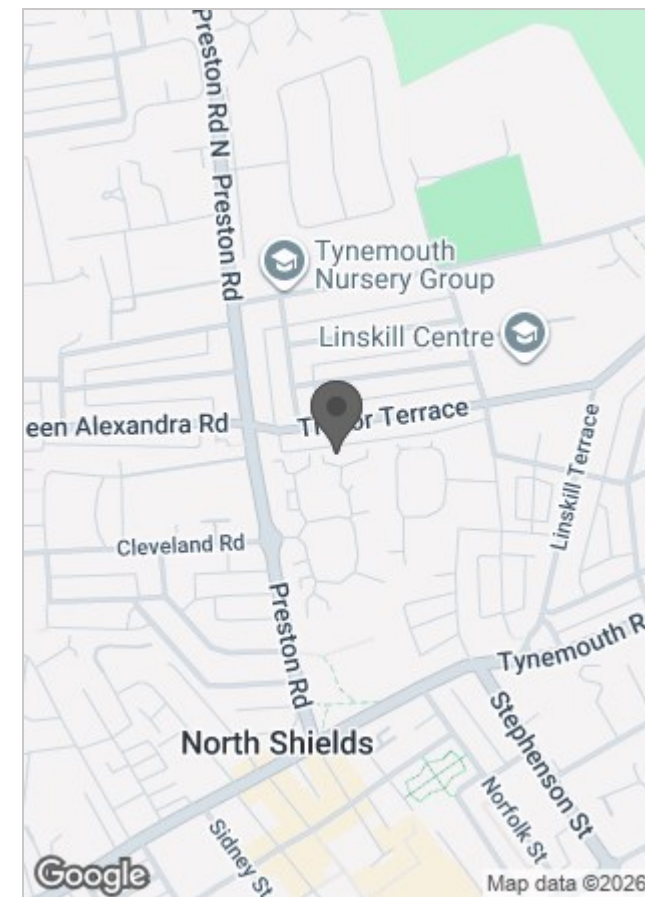 Preston Rd N
Preston Rd
Tynemouth
Nursery Group
Linskill Centre
een Alexandra Rd
Terrace
Linskill Terrace
Cleveland Rd
Preston Rd
Tynemouth R
North Shields
Stephenson St
Norfolk St
Sidney St
Google
Map data ©2026